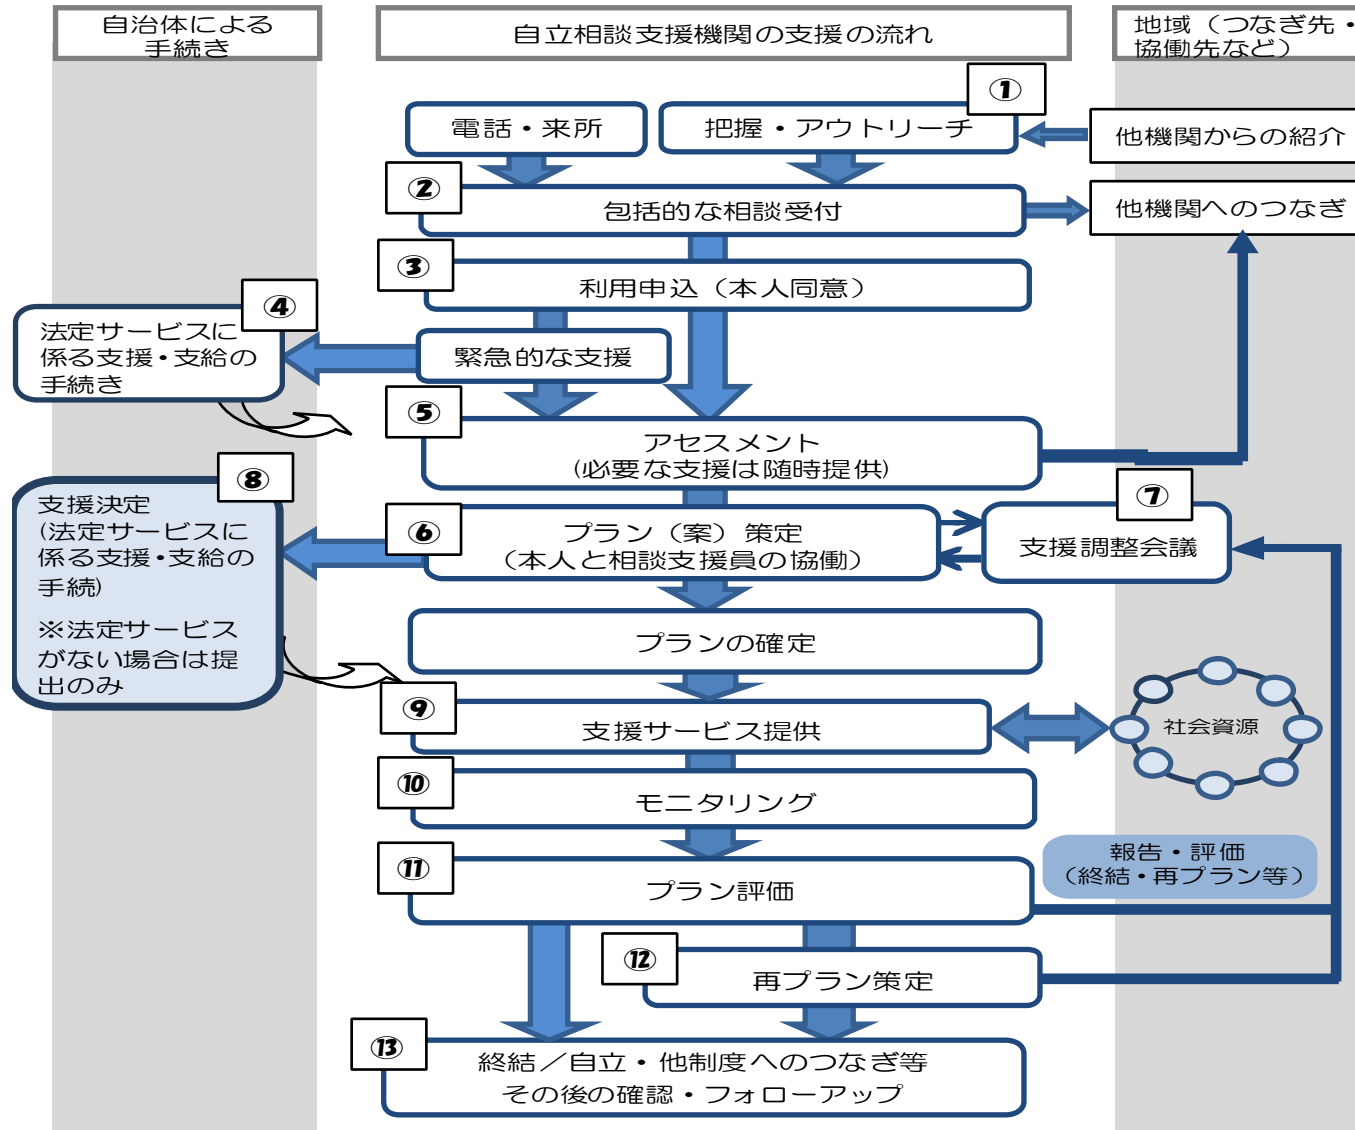 自治体による
手続き
自立相談支援機関の支援の流れ
地域（つなぎ先・
協働先など）
①
電話・来所
把握・アウトリーチ
他機関からの紹介
②
包括的な相談受付
他機関へのつなぎ
③
利用申込（本人同意）
④
法定サービスに
係る支援・支給の
手続き
緊急的な支援
⑤
アセスメント
(必要な支援は随時提供)
⑧
支援決定
(法定サービスに
係る支援・支給の
手続)
※法定サービス
がない場合は提
出のみ
⑥
プラン（案）策定
（本人と相談支援員の協働）
⑦
支援調整会議
プランの確定
⑨
支援サービス提供
社会資源
⑩
モニタリング
⑪
プラン評価
報告・評価
（終結・再プラン等）
⑫
再プラン策定
⑬
終結／自立・他制度へのつなぎ等
その後の確認・フォローアップ